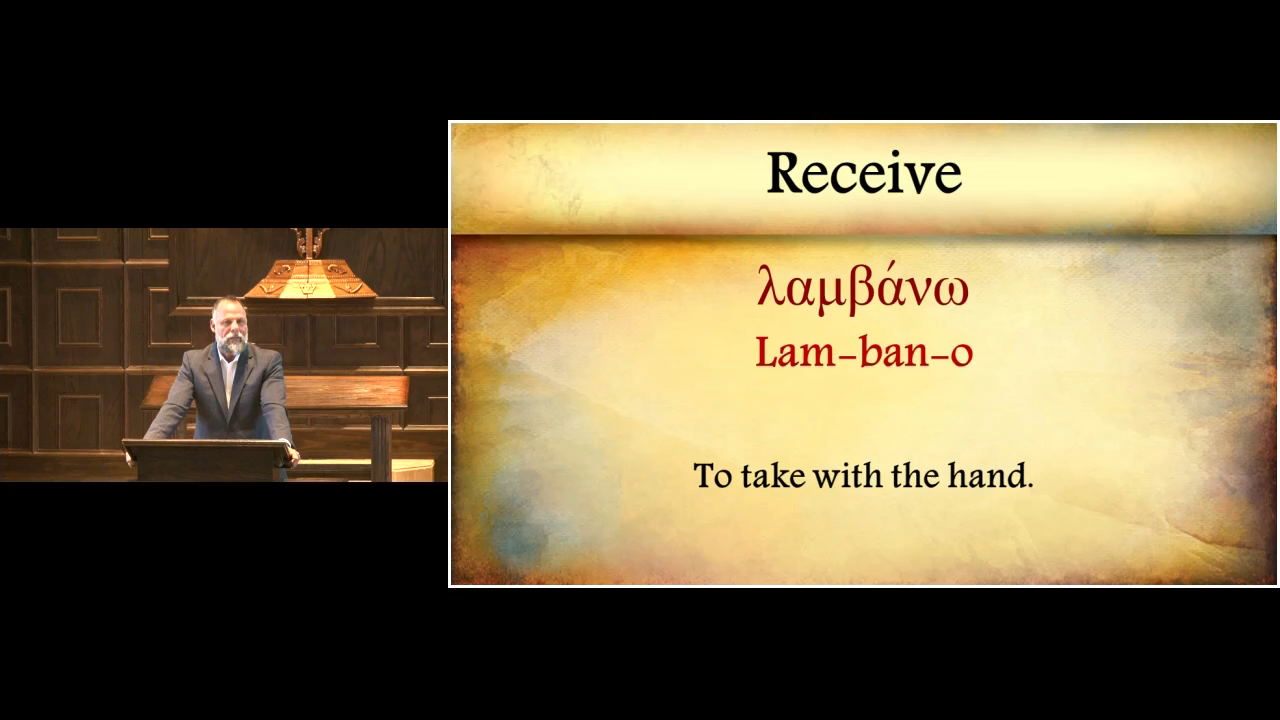 Receive
λαμβάνω
Lam-ban-o
To take with the hand.